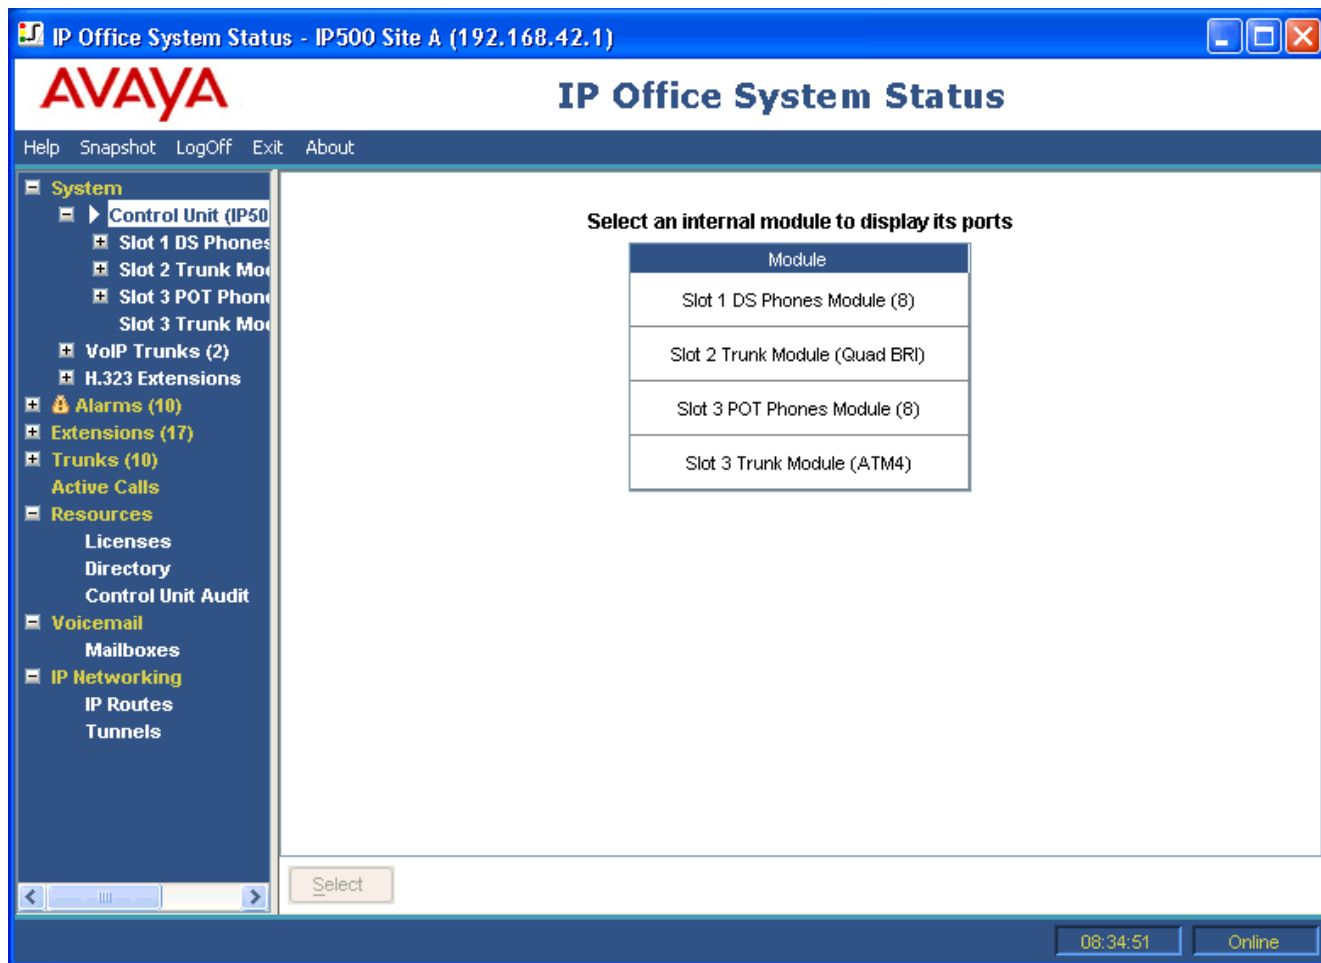 IP Office System Status - IP500 Site A (192.168.42.1)
AVAYA
IP Office System Status
Help Snapshot LogOff Exit About
System
Control Unit (IP50
Slot 1 DS Phones
Slot 2 Trunk Mo
Slot 3 POT Phon
Slot 3 Trunk Mo
VoIP Trunks (2)
H.323 Extensions
Alarms (10)
Extensions (17)
Trunks (10)
Active Calls
Resources
Licenses
Directory
Control Unit Audit
Voicemail
Mailboxes
IP Networking
IP Routes
Tunnels
Select an internal module to display its ports
Module
Slot 1 DS Phones Module (8)
Slot 2 Trunk Module (Quad BRI)
Slot 3 POT Phones Module (8)
Slot 3 Trunk Module (ATM4)
Select
08:34:51
Online